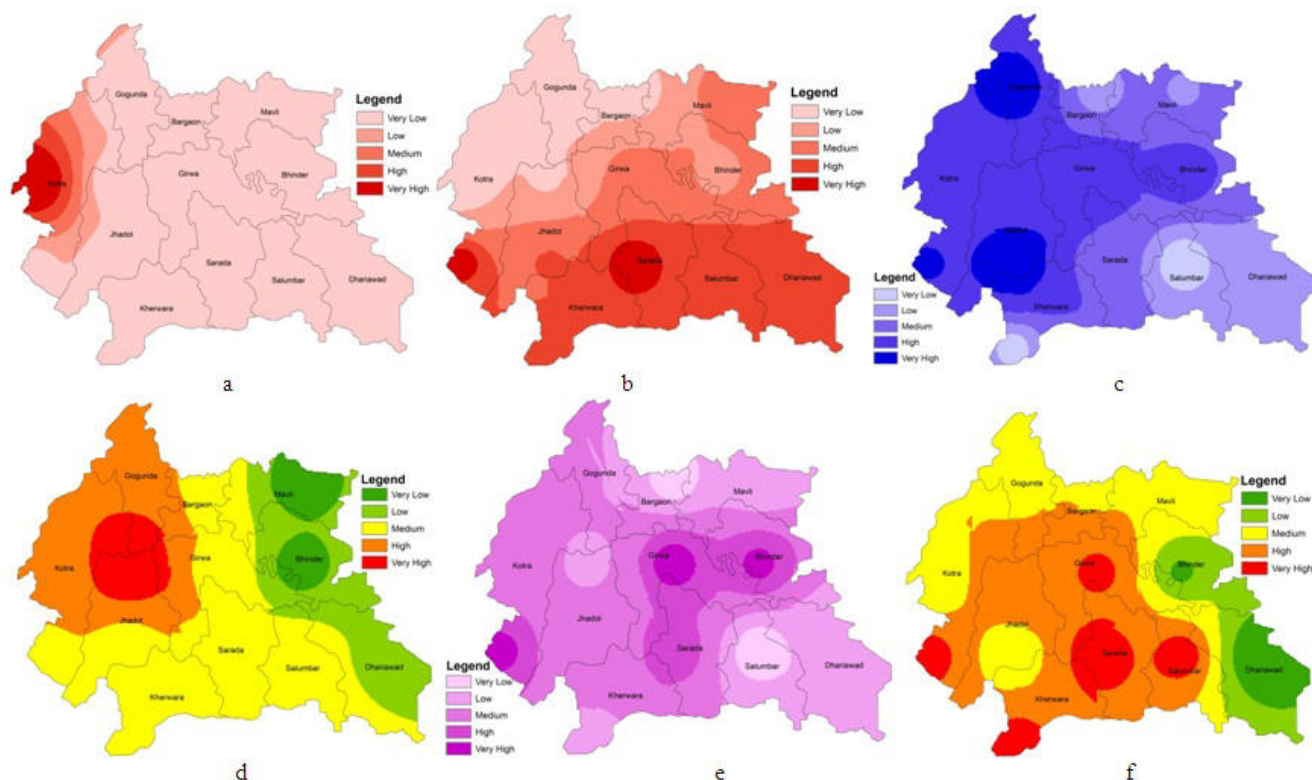 Gogunda
Mavli
Bargaon
Girwa
Bhinder
Kotra
Jhadol
Sarada
Dhariawad
Salumbar
Kherwara
Legend
Very Low
Low
Medium
High
Very High
a
Gogunda
Mavli
Bargaon
Girwa
Bhinder
Kotra
Jhadol
Sarada
Salumbar
Dhariawad
Kherwara
Legend
Very Low
Low
Medium
High
Very High
b
Gogunda
Mavli
Bargaon
Girwa
Bhinder
Kotra
Sarada
Salumbar
Dhariawad
Kherwara
Legend
Very Low
Low
Medium
High
Very High
c
Gogunda
Mavli
Bargaon
Girwa
Bhinder
Kotra
Jhadol
Sarada
Salumbar
Dhariawad
Kherwara
Legend
Very Low
Low
Medium
High
Very High
d
Gogunda
Mavli
Bargaon
Girwa
Bhinder
Kotra
Jhadol
Sarada
Salumbar
Dhariawad
Kherwara
Legend
Very Low
Low
Medium
High
Very High
e
Gogunda
Mavli
Bargaon
Girwa
Bhinder
Kotra
Jhadol
Sarada
Salumbar
Dhariawad
Kherwara
Legend
Very Low
Low
Medium
High
Very High
f